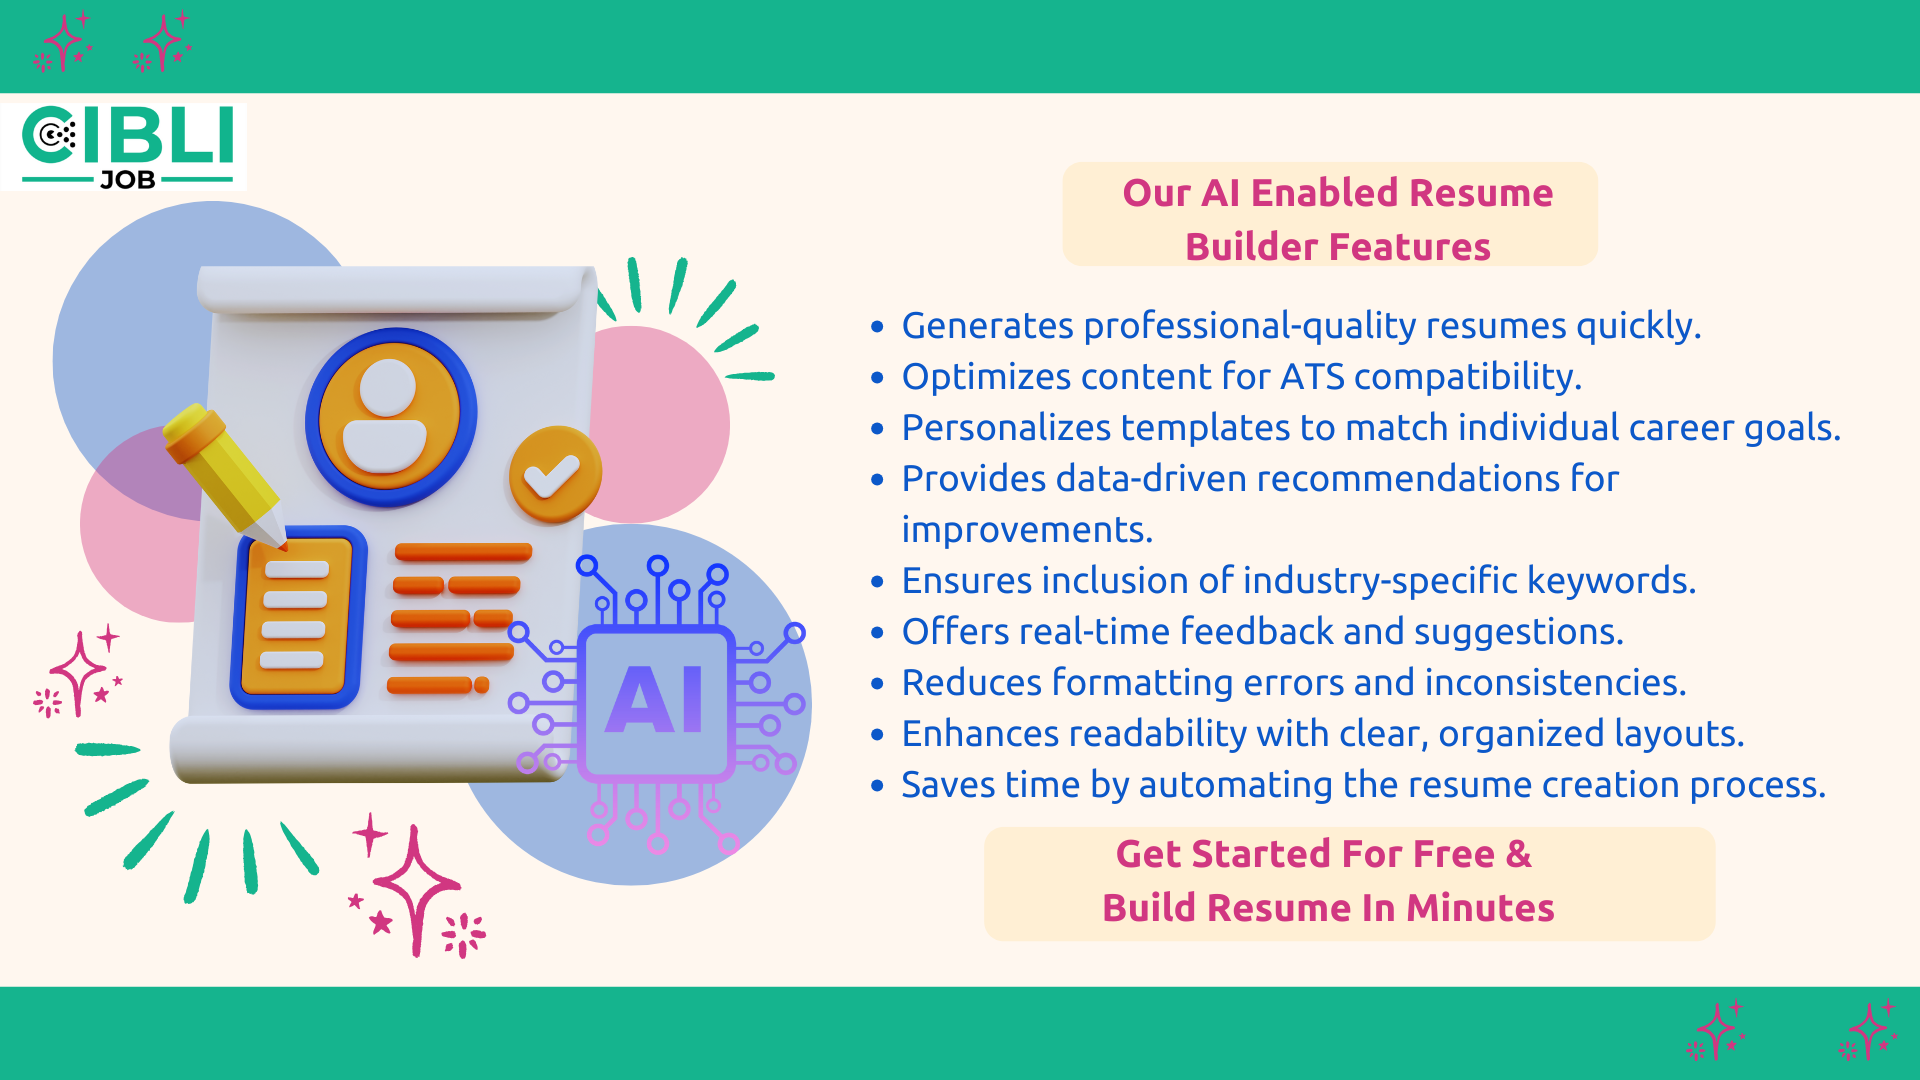 CIBLI
JOB
Our AI Enabled Resume
Builder Features
• Generates professional-quality resumes quickly.
• Optimizes content for ATS compatibility.
• Personalizes templates to match individual career goals.
• Provides data-driven recommendations for
improvements.
• Ensures inclusion of industry-specific keywords.
• Offers real-time feedback and suggestions.
• Reduces formatting errors and inconsistencies.
• Enhances readability with clear, organized layouts.
• Saves time by automating the resume creation process.
AI
Get Started For Free &
Build Resume In Minutes